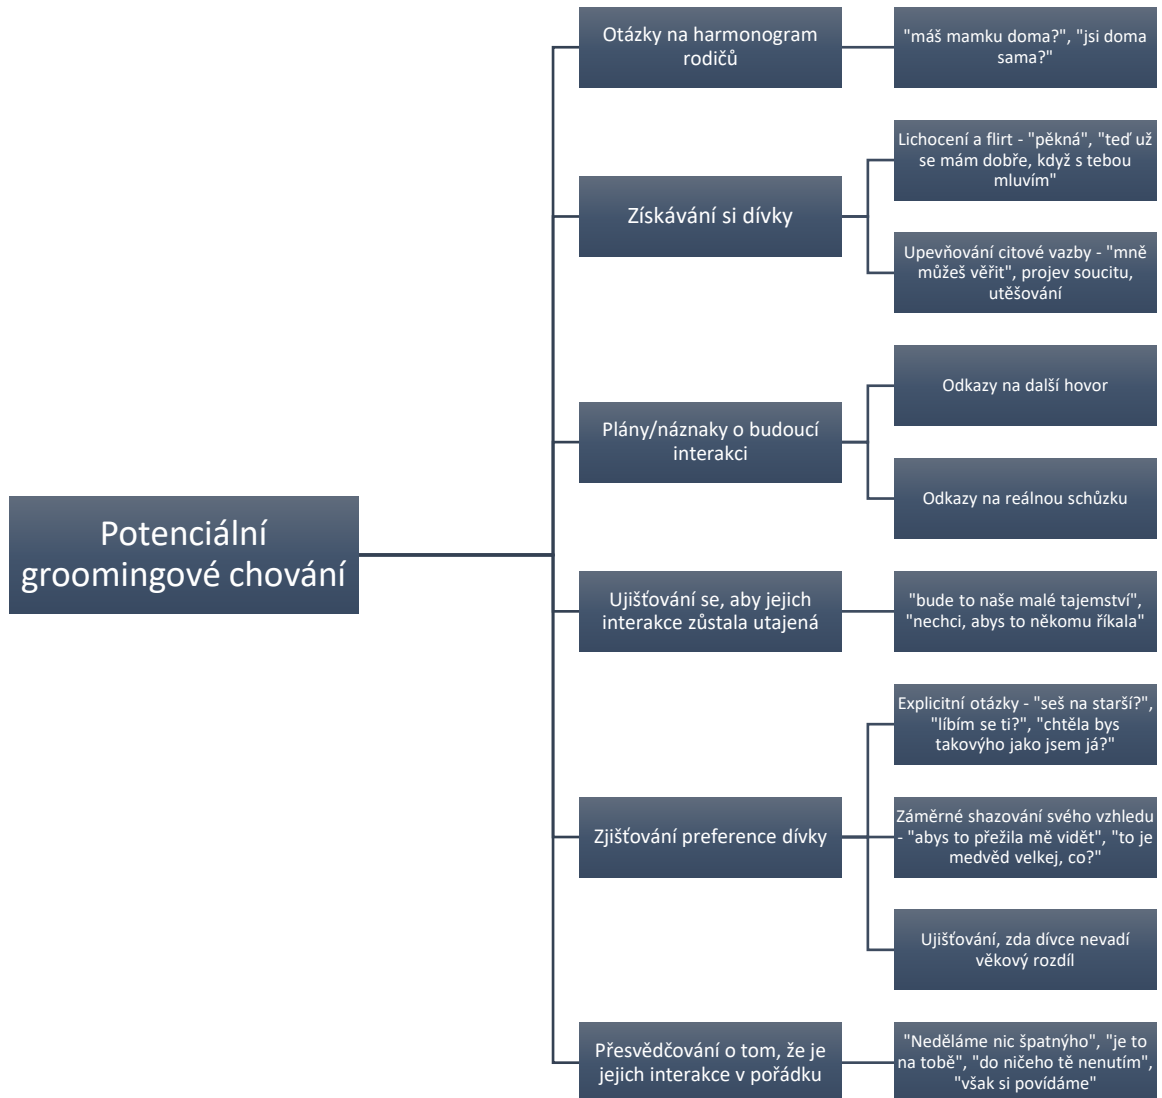 Potenciální
groomingové chování
Otázky na harmonogram
rodičů
"máš mamku doma?", "jsi doma
sama?"
Získávání si dívky
Lichocení a flirt - "pěkná", "teď už
se mám dobře, když s tebou
mluvím"
Upevňování citové vazby - "mně
můžeš věřit", projev soucitu,
utěšování
Plány/náznaky o budoucí
interakci
Odkazy na další hovor
Odkazy na reálnou schůzku
Ujišťování se, aby jejich
interakce zůstala utajená
"bude to naše malé tajemství",
"nechci, abys to někomu říkala"
Zjišťování preference dívky
Explicitní otázky - "seš na starší?",
"líbím se ti?", "chtěla bys
takovýho jako jsem já?"
Záměrné shazování svého vzhledu
- "abys to přežila mě vidět", "to je
medvěd velkej, co?"
Ujišťování, zda dívce nevadí
věkový rozdíl
Přesvědčování o tom, že je
jejich interakce v pořádku
"Neděláme nic špatnýho", "je to
na tobě", "do ničeho tě nenutím",
"však si povídáme"